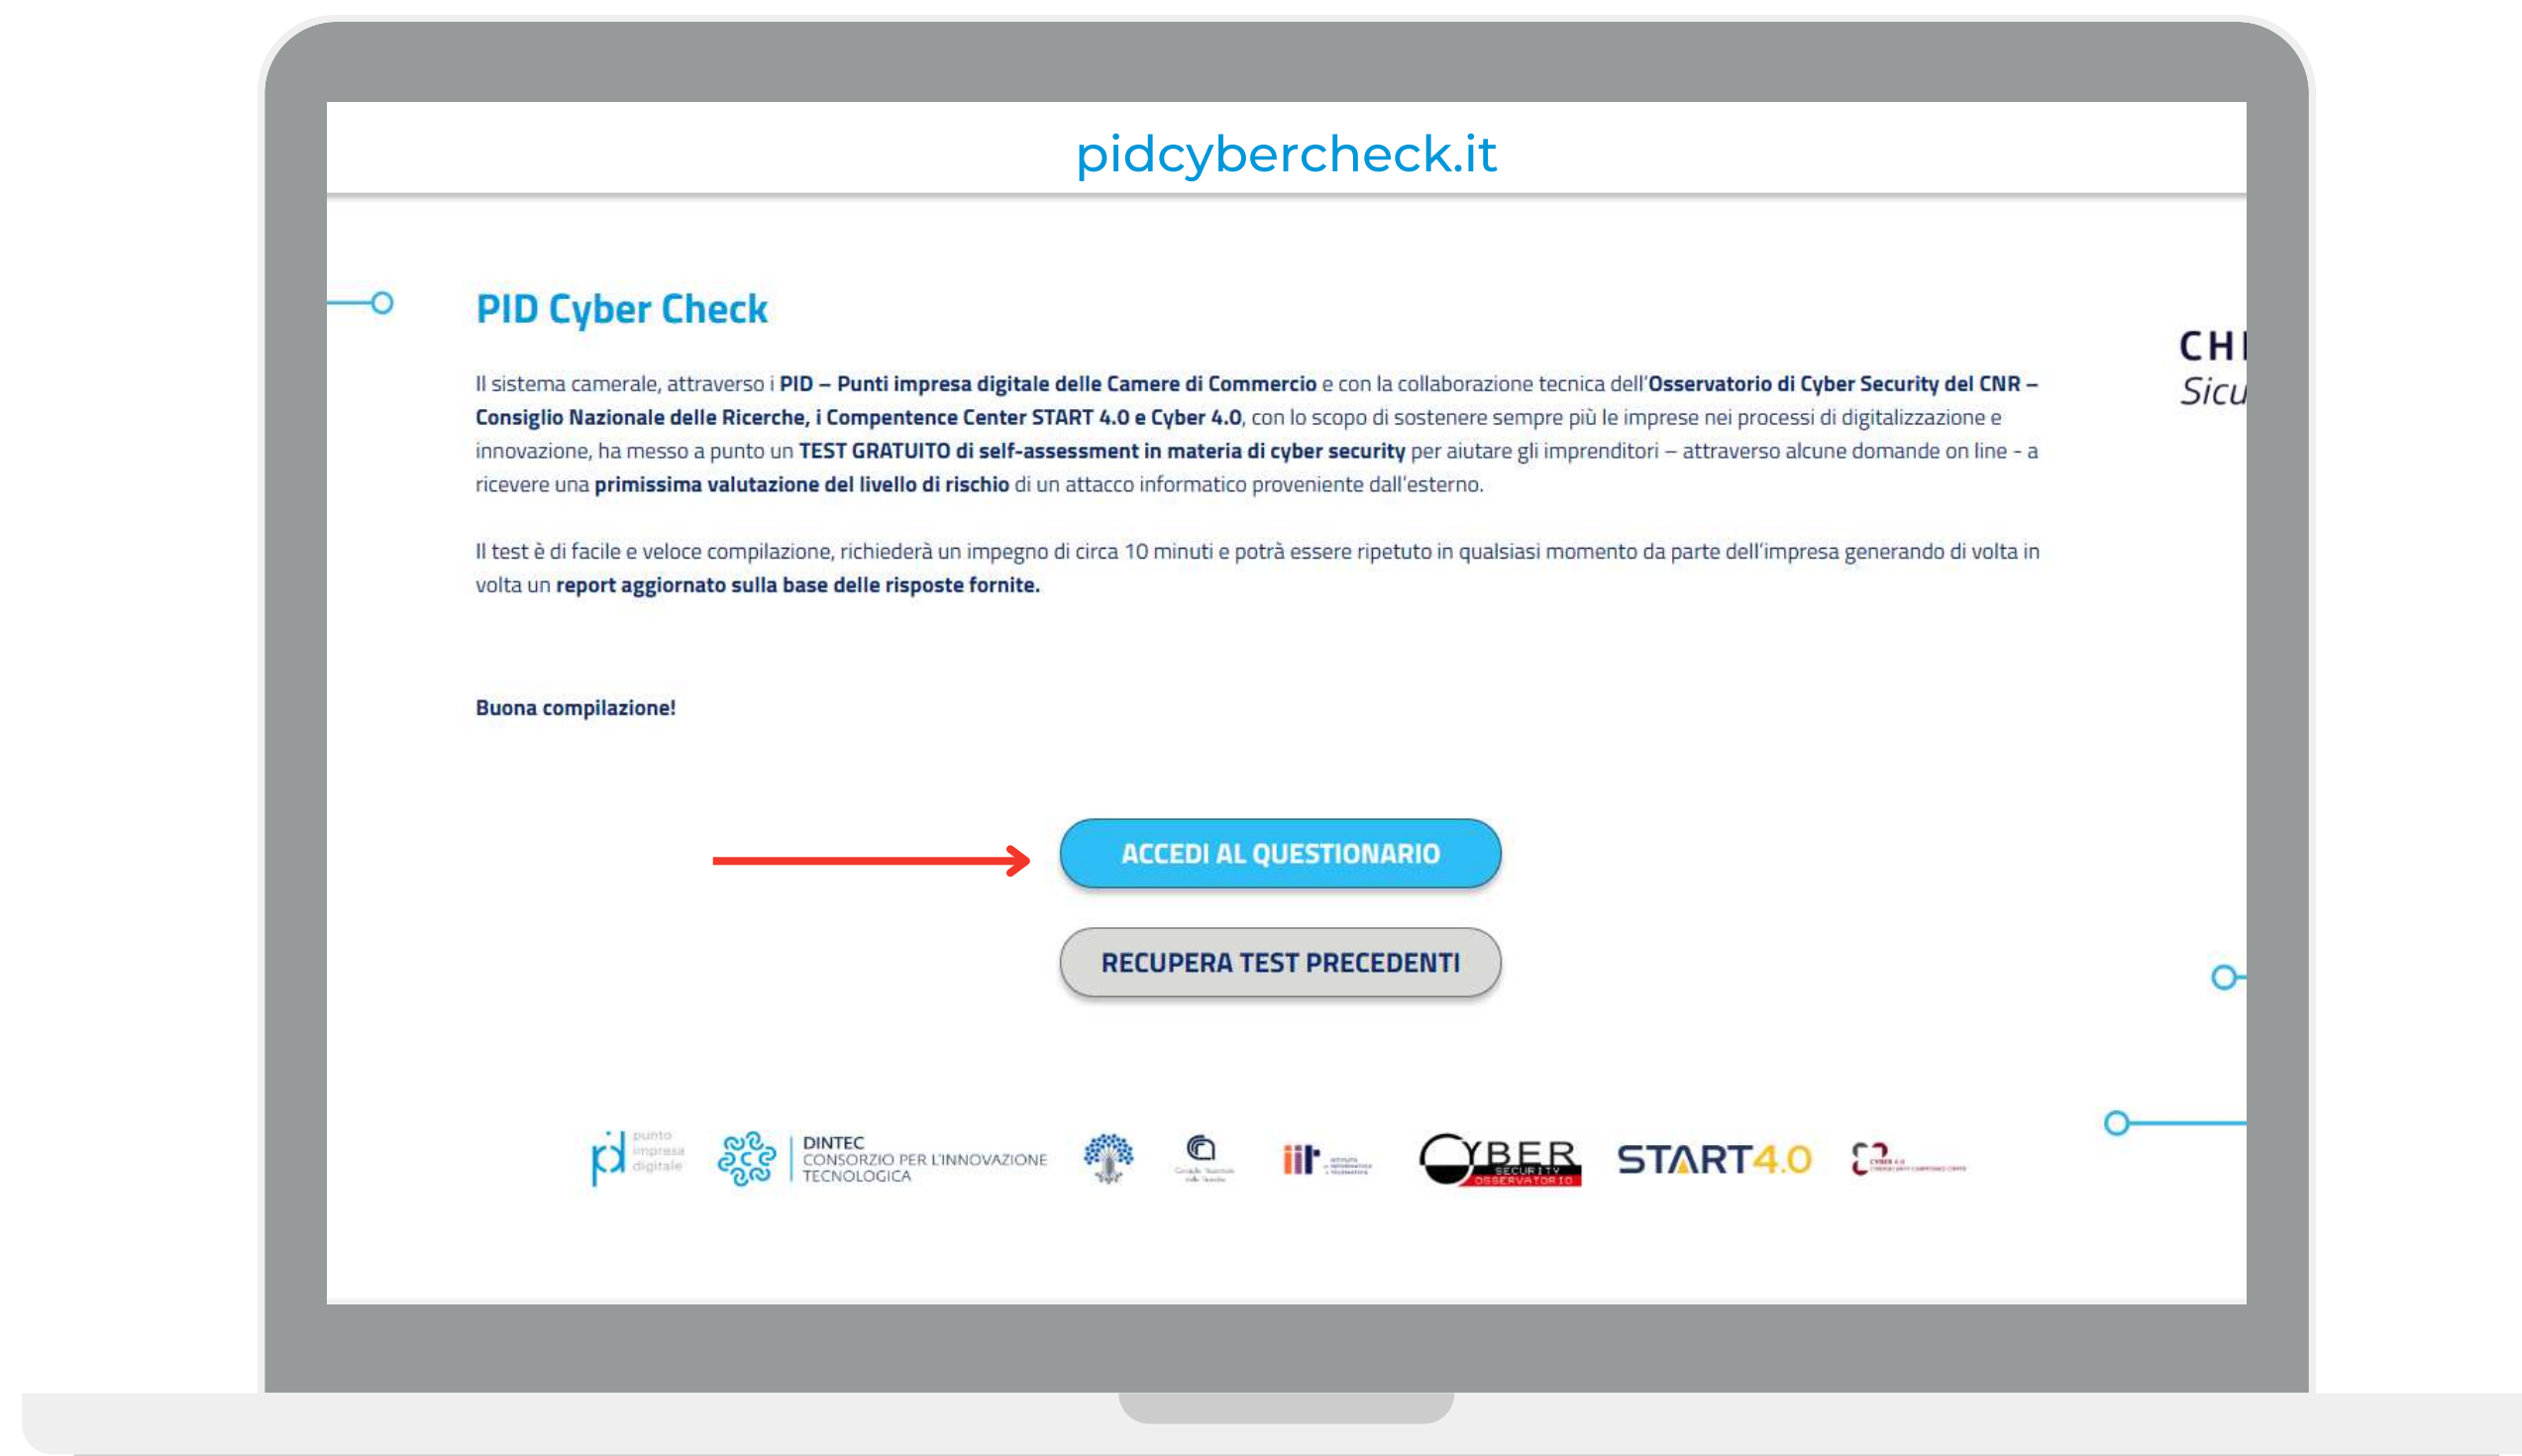 pidcybercheck.it
PID Cyber Check
CH
Sicu
Il sistema camerale, attraverso i PID – Punti impresa digitale delle Camere di Commercio e con la collaborazione tecnica dell'Osservatorio di Cyber Security del CNR –
Consiglio Nazionale delle Ricerche, i Compentence Center START 4.0 e Cyber 4.0, con lo scopo di sostenere sempre più le imprese nei processi di digitalizzazione e
innovazione, ha messo a punto un TEST GRATUITO di self-assessment in materia di cyber security per aiutare gli imprenditori – attraverso alcune domande on line - a
ricevere una primissima valutazione del livello di rischio di un attacco informatico proveniente dall'esterno.
Il test è di facile e veloce compilazione, richiederà un impegno di circa 10 minuti e potrà essere ripetuto in qualsiasi momento da parte dell'impresa generando di volta in
volta un report aggiornato sulla base delle risposte fornite.
Buona compilazione!
ACCEDI AL QUESTIONARIO
RECUPERA TEST PRECEDENTI
pid
punto
impresa
digitale
DINTEC
CONSORZIO PER L'INNOVAZIONE
TECNOLOGICA
iit
CYBER
SECURITY
OSSERVATORIO
START4.0